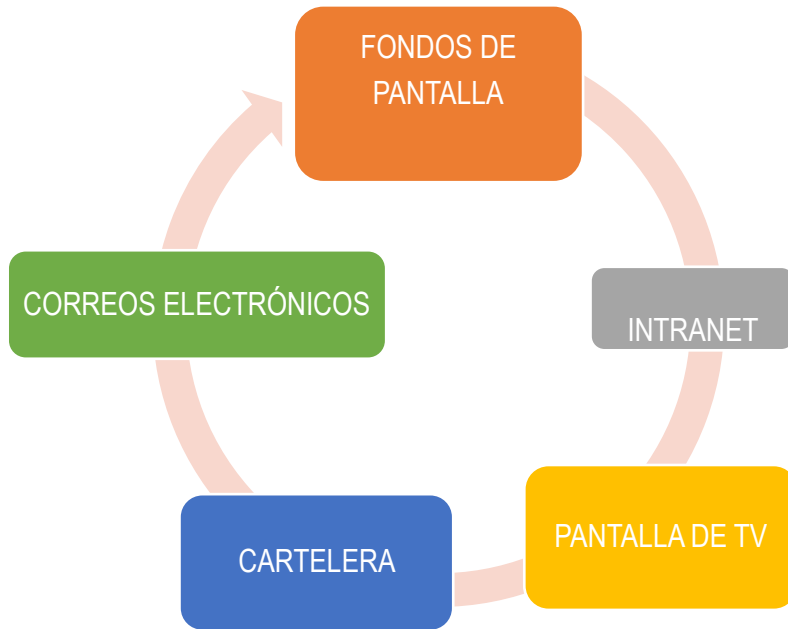 FONDOS DE
PANTALLA
INTRANET
PANTALLA DE TV
CARTELERA
CORREOS ELECTRÓNICOS